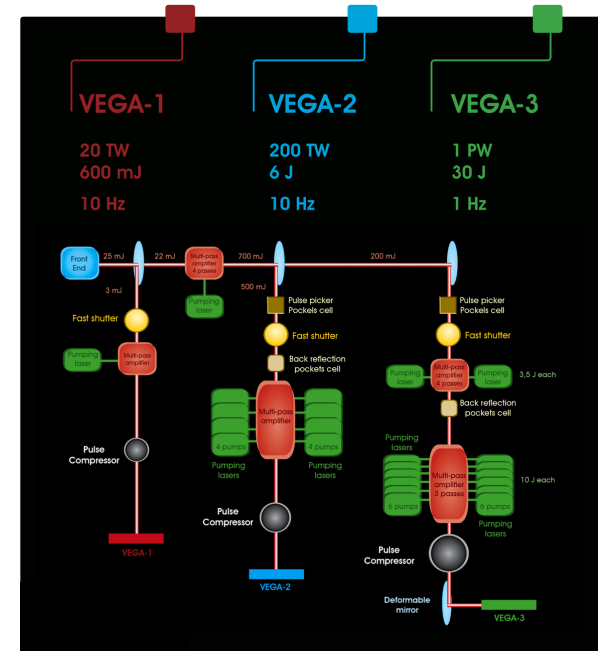 VEGA-1
VEGA-2
VEGA-3
20 TW
600 mJ
10 Hz
200 TW
6 J
10 Hz
1 PW
30 J
1 Hz
Front
End
25 mJ
22 mJ
Multi-pass
amplifier
4 passes
700 mJ
200 mJ
3 mJ
Pumping
laser
500 mJ
Fast shutter
Pumping
laser
Multi-pass
amplifier
Pulse
Compressor
VEGA-1
Pulse picker
Pockels cell
Fast shutter
Back reflection
pockets cell
Multi-pass
amplifier
4 pumps
4 pumps
Pumping
lasers
Pumping
lasers
Pulse
Compressor
VEGA-2
Pulse picker
Pockels cell
Fast shutter
Pumping
laser
Multi-pass
amplifier
4 passes
Pumping
laser
3,5 J each
Back reflection
pockets cell
Pumping
lasers
Multi-pass
amplifier
3 passes
10 J each
6 pumps
6 pumps
Pumping
lasers
Pulse
Compressor
Deformable
mirror
VEGA-3